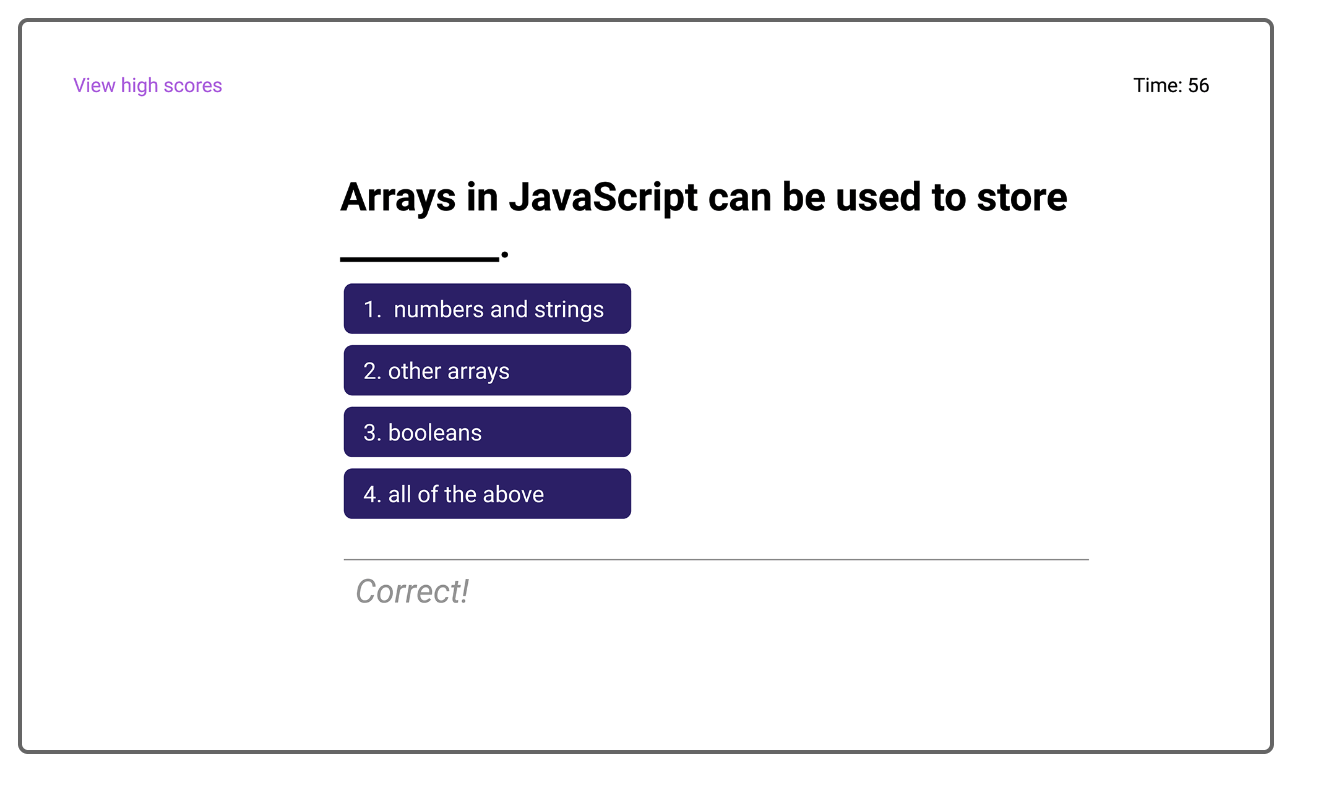 View high scores
Time: 56
Arrays in JavaScript can be used to store
________.
1. numbers and strings
2. other arrays
3. booleans
4. all of the above
Correct!